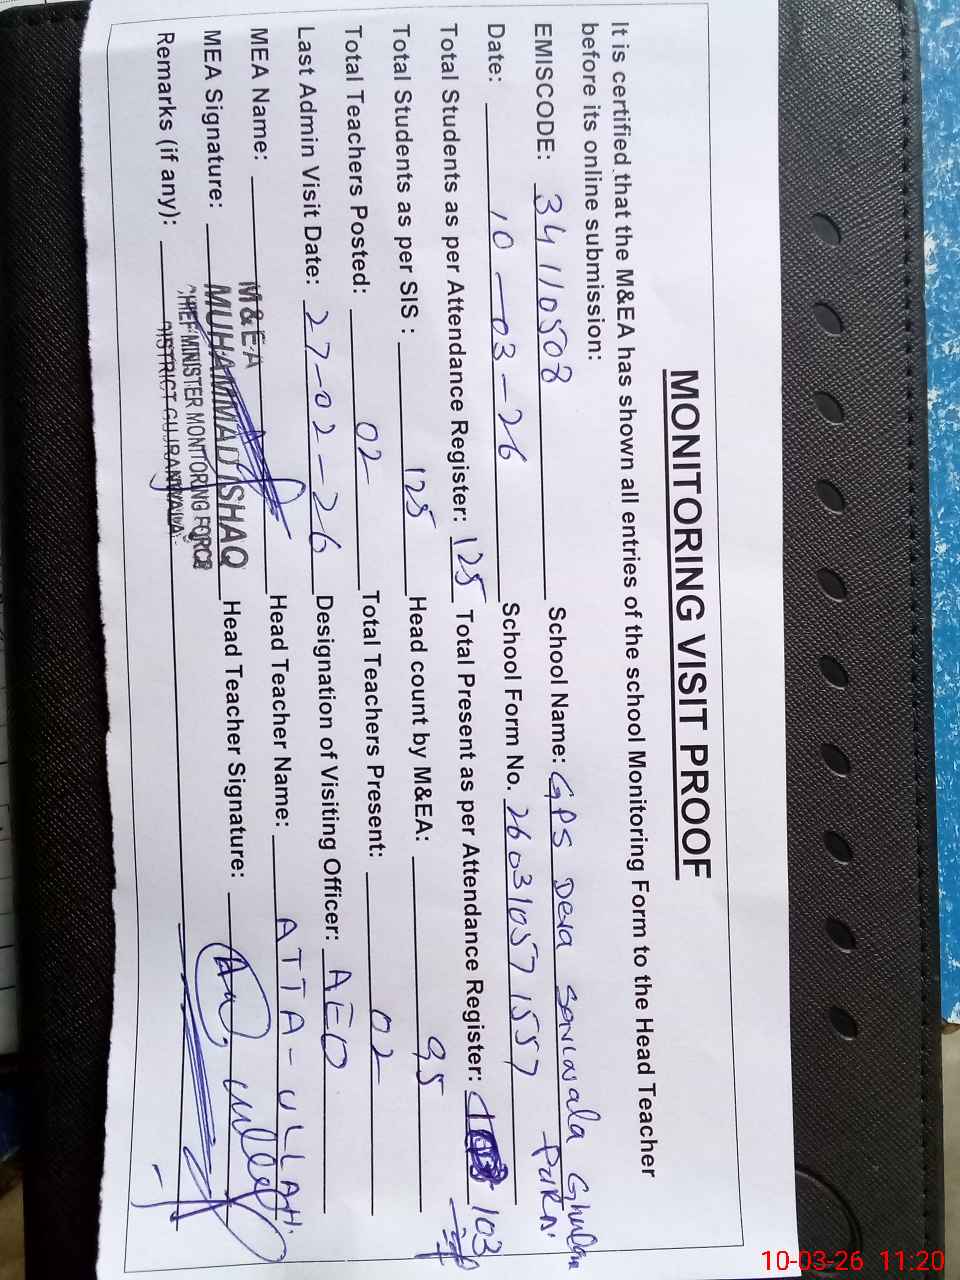 MONITORING VISIT PROOF
It is certified that the M&EA has shown all entries of the school Monitoring Form to the Head Teacher
before its online submission:
EMISCODE: 34110508 School Name: GPS Dera Ghulam
Date: 10-03-26 School Form No. 260310571557
Total Students as per Attendance Register: 125 Total Present as per Attendance Register: 103
Total Students as per SIS : 125 Head count by M&EA: 95
Total Teachers Posted: 02 Total Teachers Present: 02
Last Admin Visit Date: 27-02-26 Designation of Visiting Officer: AEO
MEA Name: M&EA Head Teacher Name: ATTA-ULLAH
MEA Signature: MUHAMMAD ISHAQ Head Teacher Signature:
CHIEF MINISTER MONITORING FORCE
Remarks (if any): DISTRICT GUJRANWALA
10-03-26 11:20